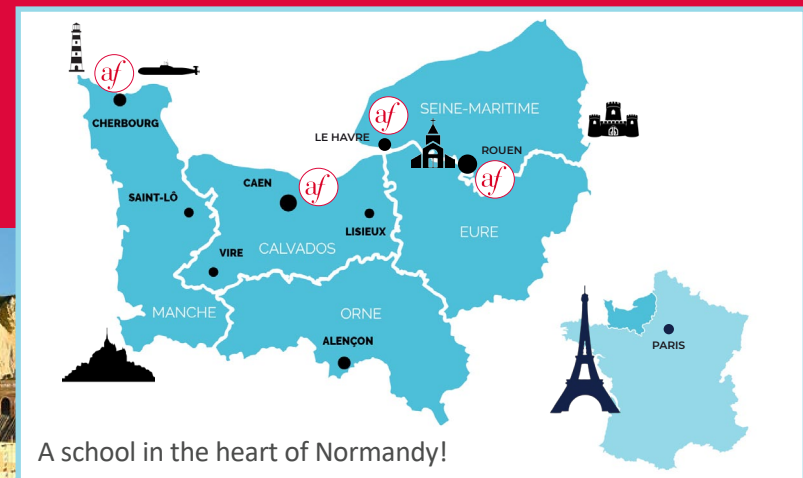 af
CHERBOURG
af
SEINE-MARITIME
LE HAVRE
ROUEN
af
CAEN
af
SAINT-LÔ
LISIEUX
EURE
CALVADOS
VIRE
MANCHE
ORNE
ALENÇON
PARIS
A school in the heart of Normandy!